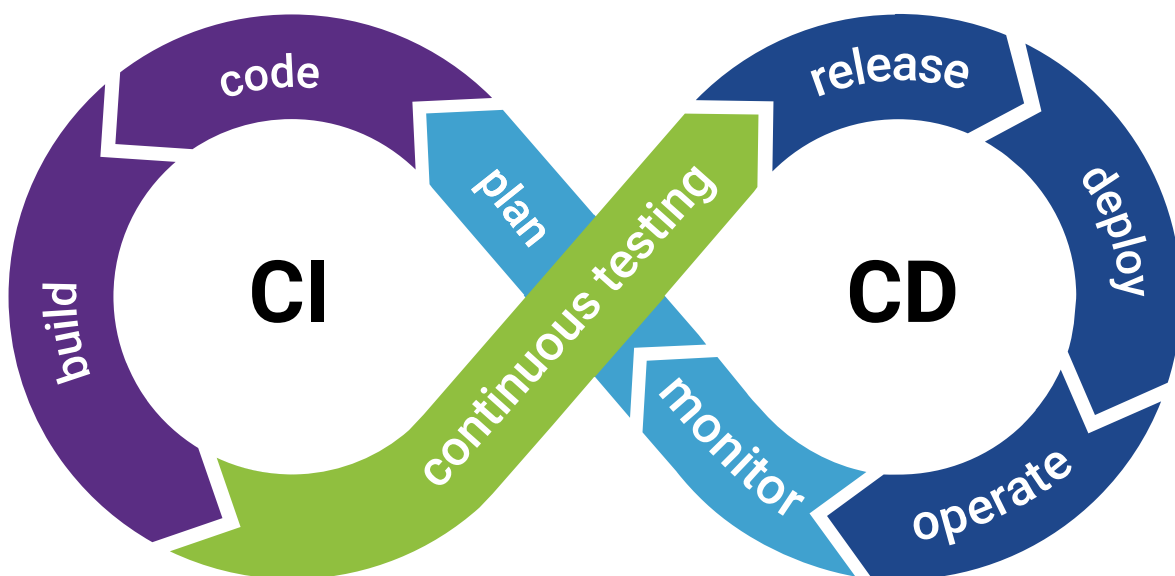 code
release
plan
continuous testing
deploy
build
CI
CD
monitor
operate